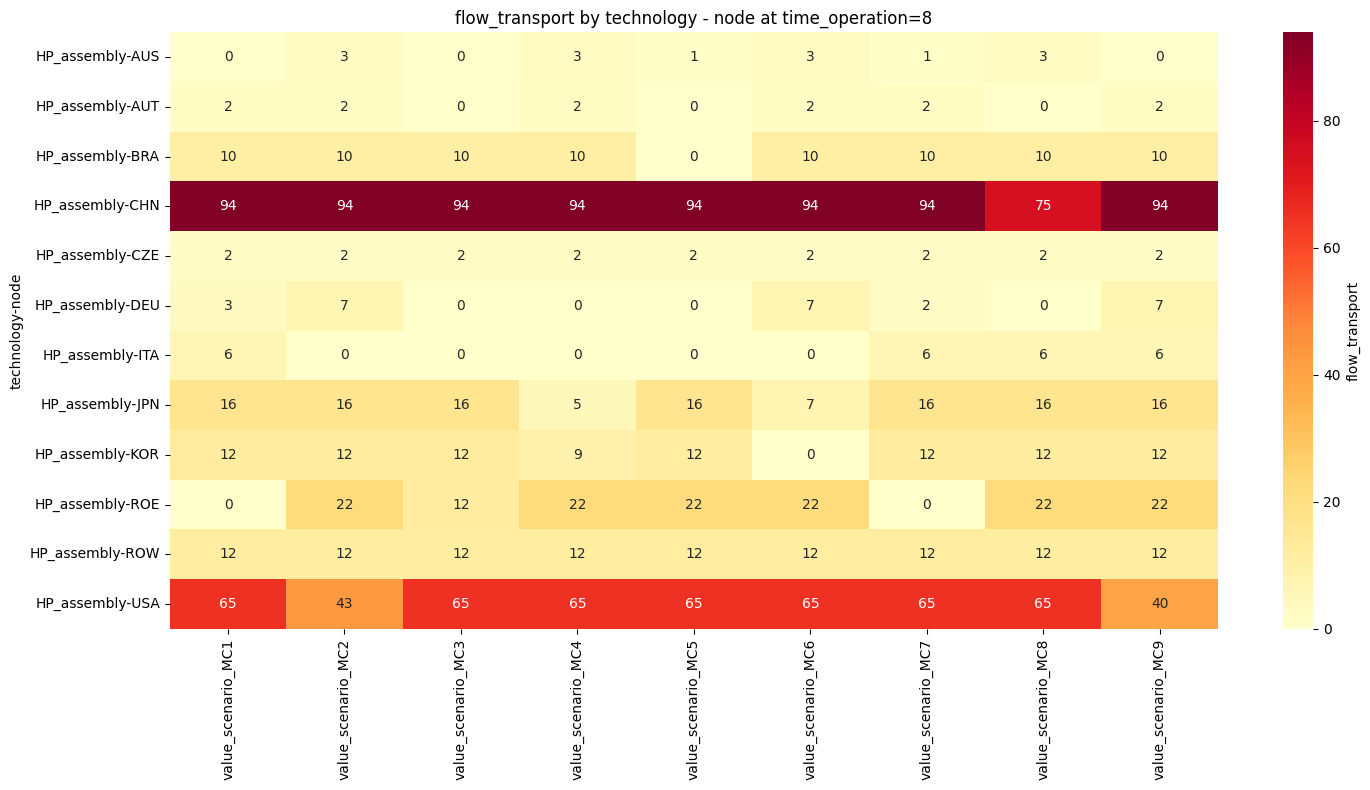 flow_transport by technology - node at time_operation=8
technology-node
HP_assembly-AUS 0 3 0 3 1 3 1 3 0
HP_assembly-AUT 2 2 0 2 0 2 2 0 2
HP_assembly-BRA 10 10 10 10 0 10 10 10 10
HP_assembly-CHN 94 94 94 94 94 94 94 75 94
HP_assembly-CZE 2 2 2 2 2 2 2 2 2
HP_assembly-DEU 3 7 0 0 0 7 2 0 7
HP_assembly-ITA 6 0 0 0 0 0 6 6 6
HP_assembly-JPN 16 16 16 5 16 7 16 16 16
HP_assembly-KOR 12 12 12 9 12 0 12 12 12
HP_assembly-ROE 0 22 12 22 22 22 0 22 22
HP_assembly-ROW 12 12 12 12 12 12 12 12 12
HP_assembly-USA 65 43 65 65 65 65 65 65 40
value_scenario_MC1
value_scenario_MC2
value_scenario_MC3
value_scenario_MC4
value_scenario_MC5
value_scenario_MC6
value_scenario_MC7
value_scenario_MC8
value_scenario_MC9
80
60
40
20
0
flow_transport